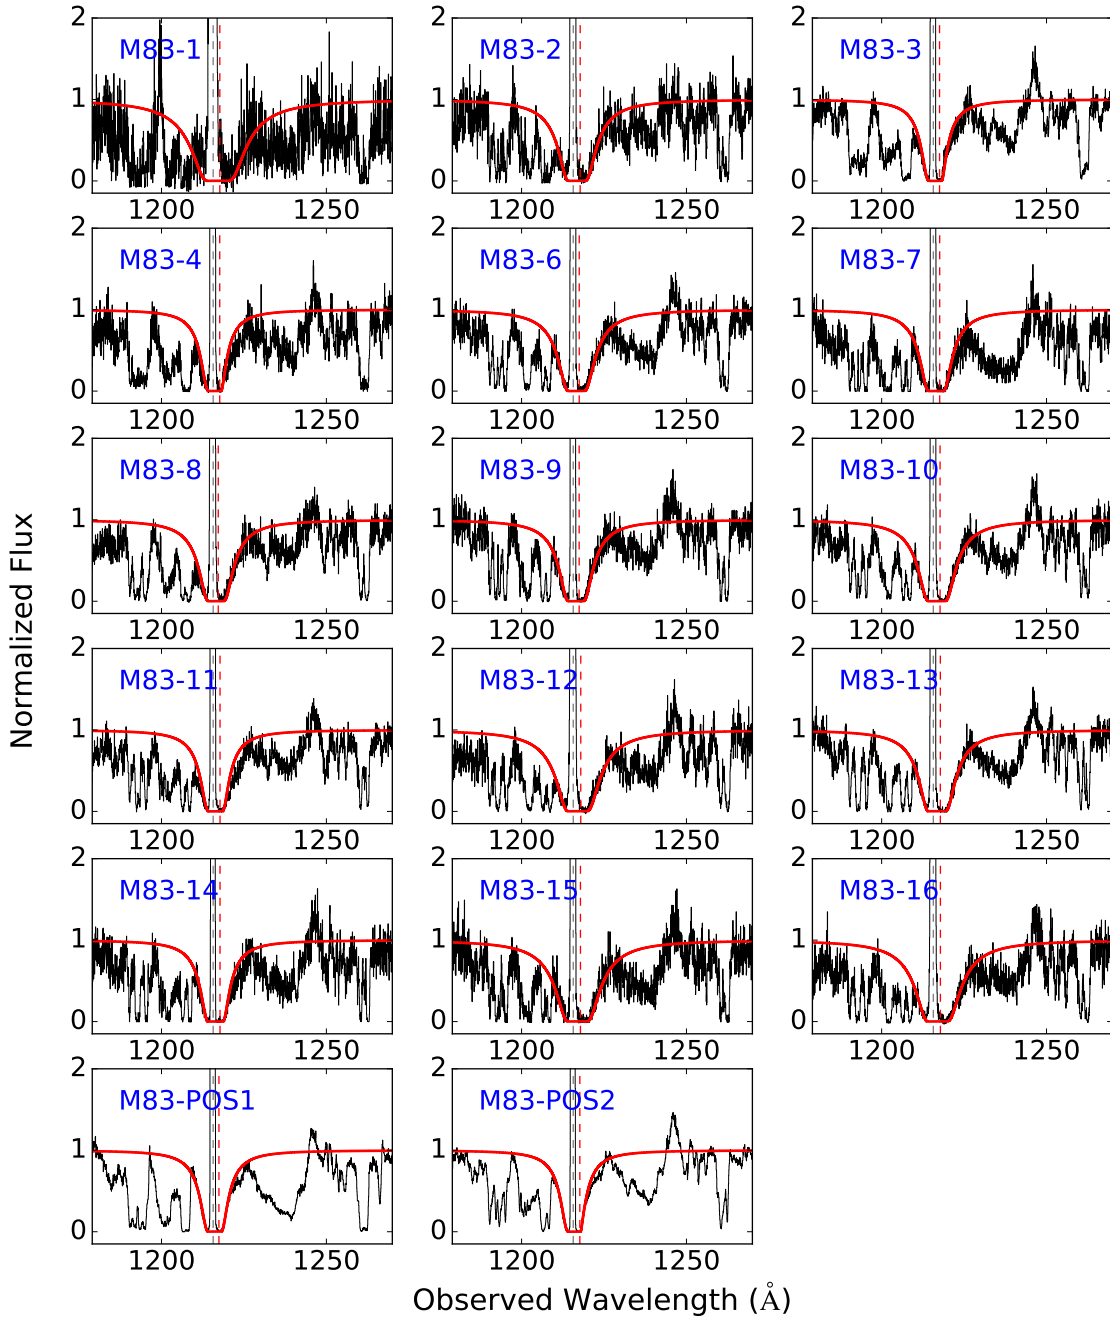 2 2 2
M83-1 M83-2 M83-3
1 1 1
0 0 0
1200 1250 1200 1250 1200 1250
2 2 2
M83-4 M83-6 M83-7
1 1 1
0 0 0
1200 1250 1200 1250 1200 1250
2 2 2
M83-8 M83-9 M83-10
1 1 1
0 0 0
1200 1250 1200 1250 1200 1250
Normalized Flux
2 2 2
M83-11 M83-12 M83-13
1 1 1
0 0 0
1200 1250 1200 1250 1200 1250
2 2 2
M83-14 M83-15 M83-16
1 1 1
0 0 0
1200 1250 1200 1250 1200 1250
2 2
M83-POS1 M83-POS2
1 1
0 0
1200 1250 1200 1250
Observed Wavelength (Å)